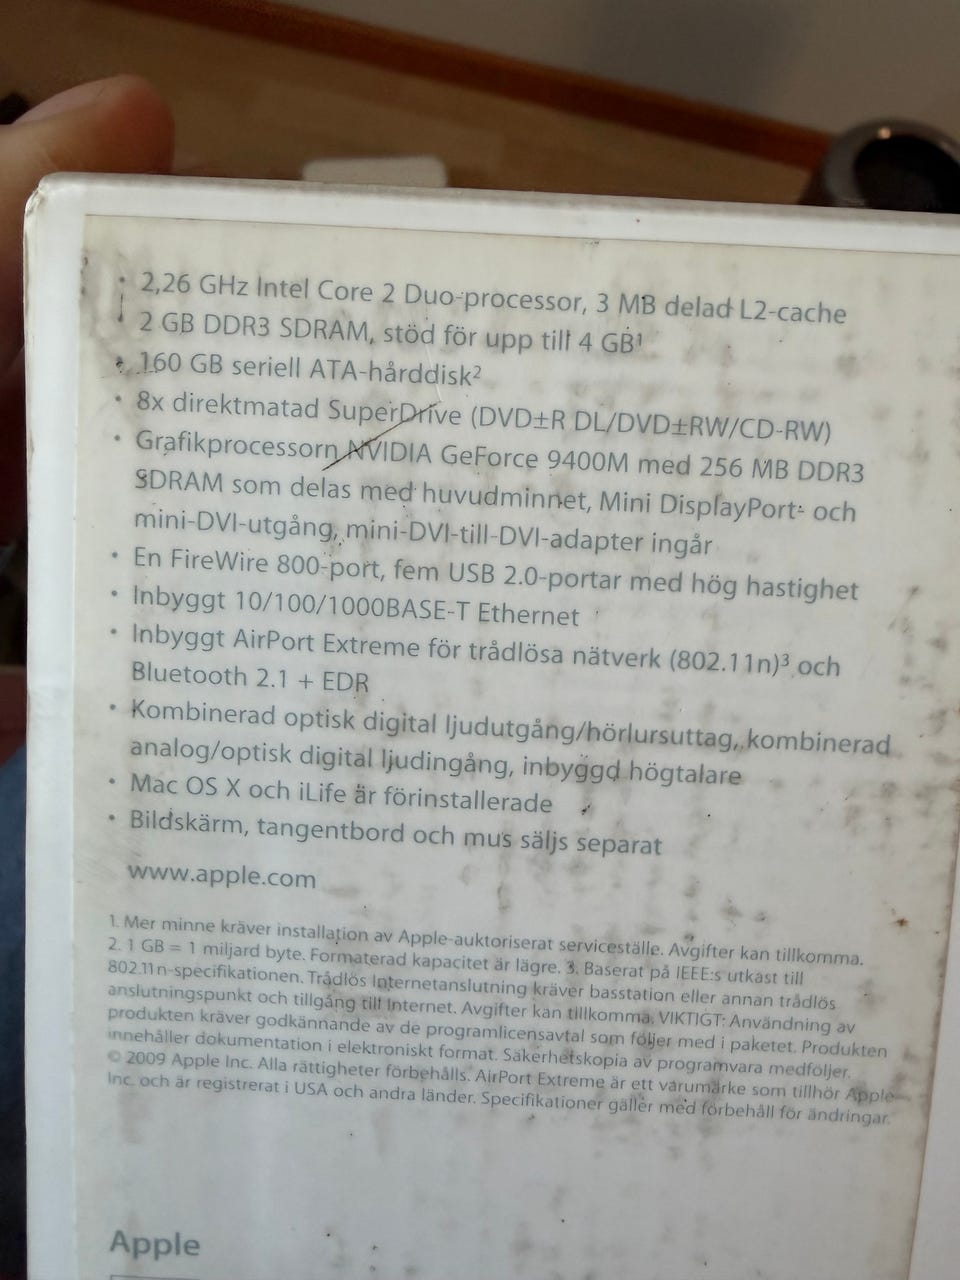 • 2,26 GHz Intel Core 2 Duo-processor, 3 MB delad L2-cache
• 2 GB DDR3 SDRAM, stöd för upp till 4 GB¹
• 160 GB seriell ATA-hårddisk²
• 8x direktmatad SuperDrive (DVD±R DL/DVD±RW/CD-RW)
• Grafikprocessorn NVIDIA GeForce 9400M med 256 MB DDR3
SDRAM som delas med huvudminnet, Mini DisplayPort- och
mini-DVI-utgång, mini-DVI-till-DVI-adapter ingår
• En FireWire 800-port, fem USB 2.0-portar med hög hastighet
• Inbyggt 10/100/1000BASE-T Ethernet
• Inbyggt AirPort Extreme för trådlösa nätverk (802.11n)³ och
Bluetooth 2.1 + EDR
• Kombinerad optisk digital ljudutgång/hörlursuttag, kombinerad
analog/optisk digital ljudingång, inbyggd högtalare
• Mac OS X och iLife är förinstallerade
• Bildskärm, tangentbord och mus säljs separat
www.apple.com
1. Mer minne kräver installation av Apple-auktoriserat serviceställe. Avgifter kan tillkomma.
2. 1 GB = 1 miljard byte. Formaterad kapacitet är lägre. 3. Baserat på IEEE:s utkast till
802.11n-specifikationen. Trådlös Internetanslutning kräver basstation eller annan trådlös
anslutningspunkt och tillgång till Internet. Avgifter kan tillkomma. VIKTIGT: Användning av
produkten kräver godkännande av de programlicensavtal som följer med i paketet. Produkten
innehåller dokumentation i elektroniskt format. Säkerhetskopia av programvara medföljer.
© 2009 Apple Inc. Alla rättigheter förbehålls. AirPort Extreme är ett varumärke som tillhör Apple
Inc. och är registrerat i USA och andra länder. Specifikationer gäller med förbehåll för ändringar.
Apple